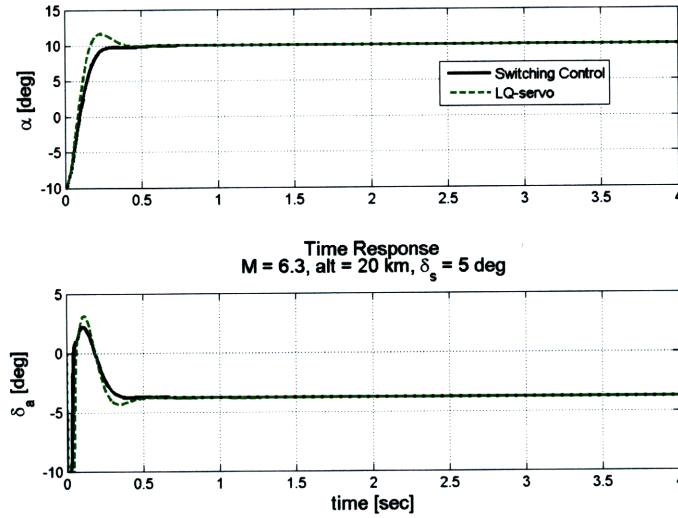 15
10
5
0
-5
-10
α [deg]
Switching Control
LQ-servo
0 0.5 1 1.5 2 2.5 3 3.5 4
Time Response
M = 6.3, alt = 20 km, δs = 5 deg
5
0
-5
-10
δa [deg]
0 0.5 1 1.5 2 2.5 3 3.5 4
time [sec]